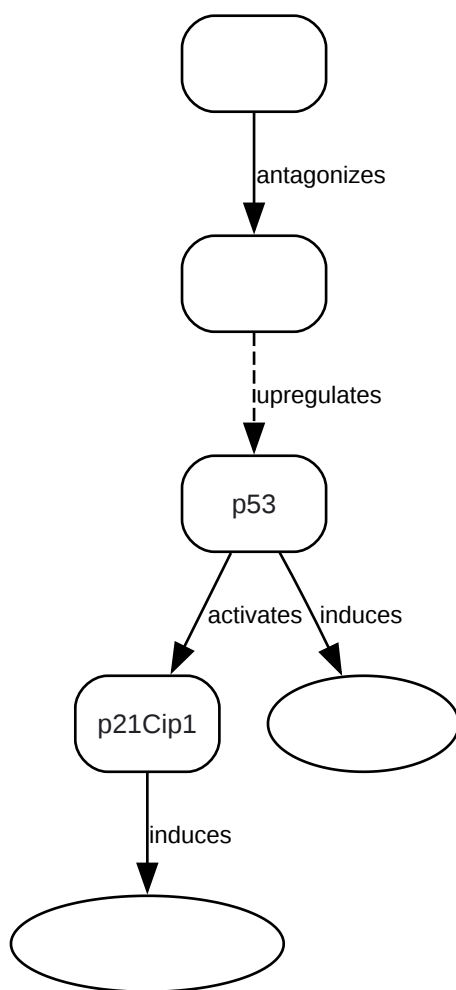 antagonizes
upregulates
p53
activates
induces
p21Cip1
induces